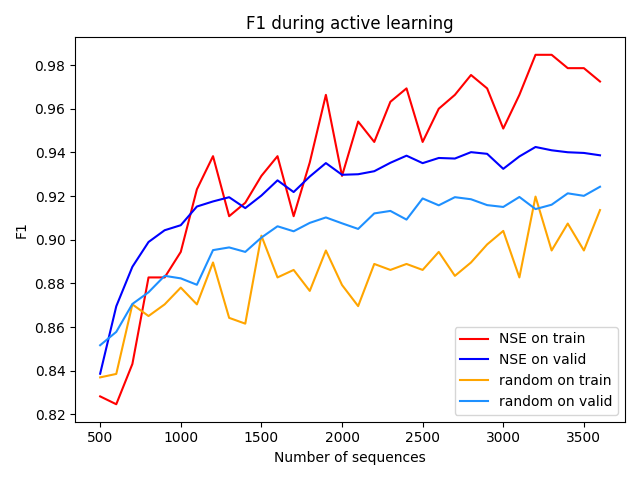 F1 during active learning
F1
0.98
0.96
0.94
0.92
0.90
0.88
0.86
0.84
0.82
NSE on train
NSE on valid
random on train
random on valid
500
1000
1500
2000
2500
3000
3500
Number of sequences